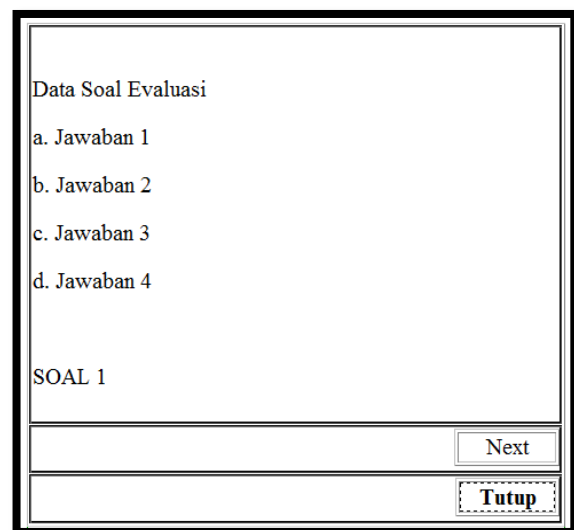 Data Soal Evaluasi
a. Jawaban 1
b. Jawaban 2
c. Jawaban 3
d. Jawaban 4
SOAL 1
Next
Tutup